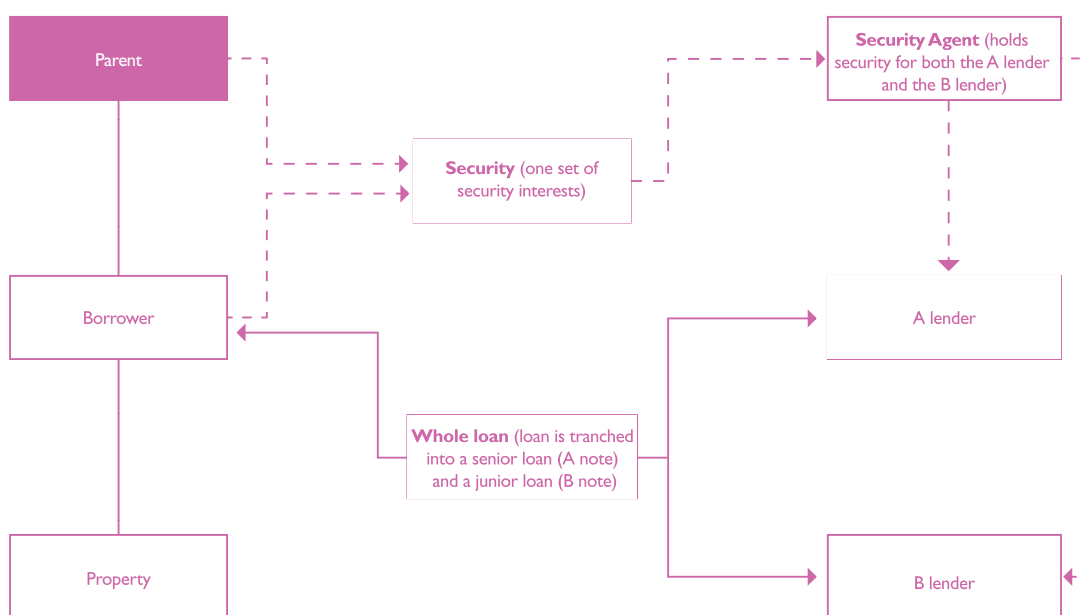 Parent
Security Agent (holds
security for both the A lender
and the B lender)
Security (one set of
security interests)
Borrower
A lender
Whole loan (loan is tranched
into a senior loan (A note)
and a junior loan (B note)
Property
B lender